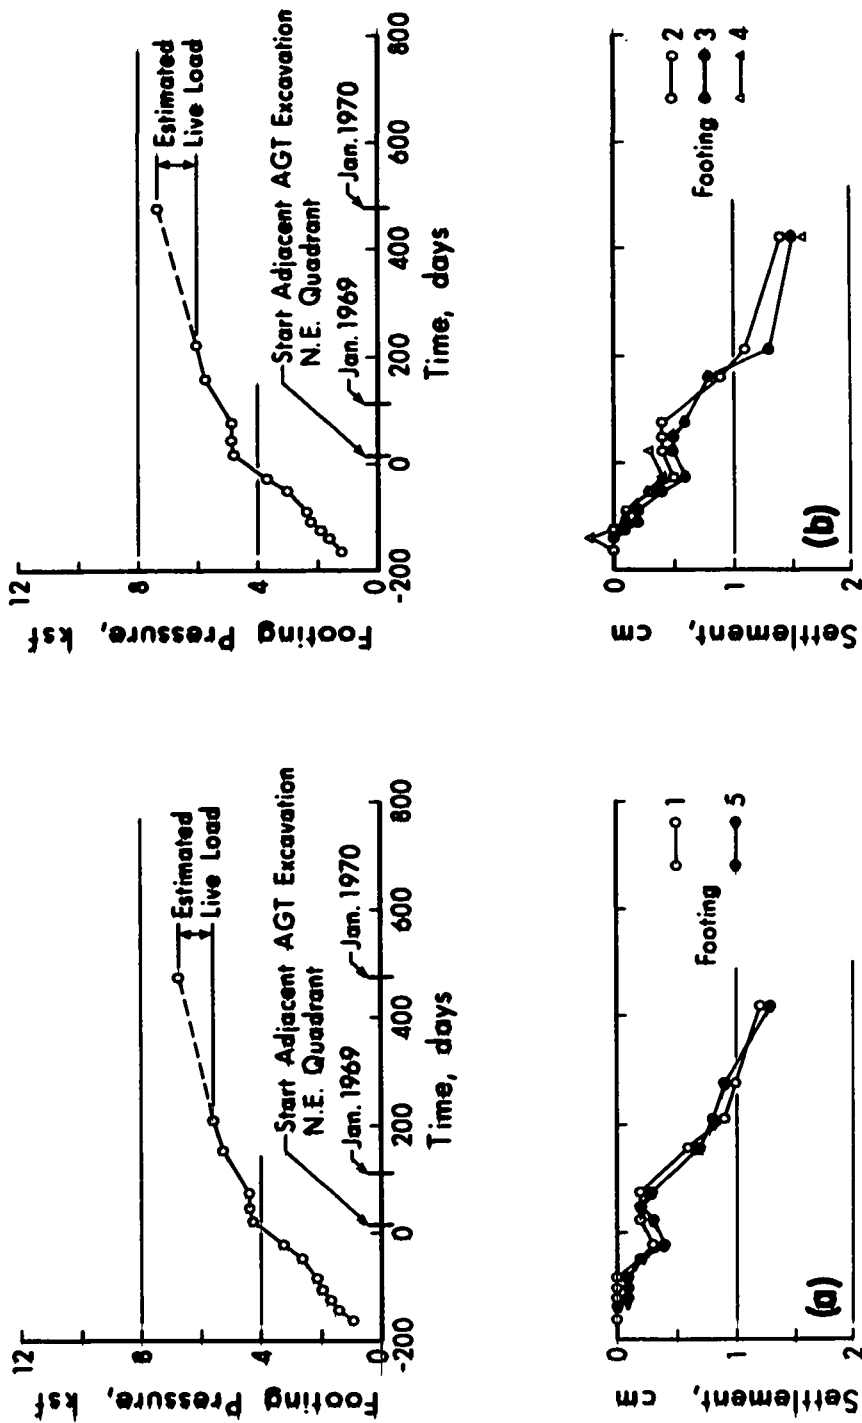 12
8
4
0
Footing
Pressure, ksf
Estimated
Live Load
Start Adjacent AGT Excavation
N.E. Quadrant
Jan. 1969
Jan. 1970
-200
0
200
400
600
800
Time, days
0
1
2
Settlement,
cm
Footing
1
5
(a)
12
8
4
0
Footing
Pressure, ksf
Estimated
Live Load
Start Adjacent AGT Excavation
N.E. Quadrant
Jan. 1969
Jan. 1970
-200
0
200
400
600
800
Time, days
0
1
2
Settlement,
cm
Footing
2
3
4
(b)